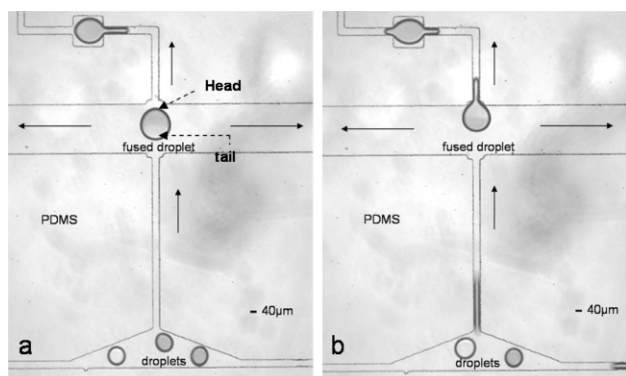 Head
fused droplet
tail
PDMS
40µm
a
droplets
fused droplet
PDMS
40µm
b
droplets